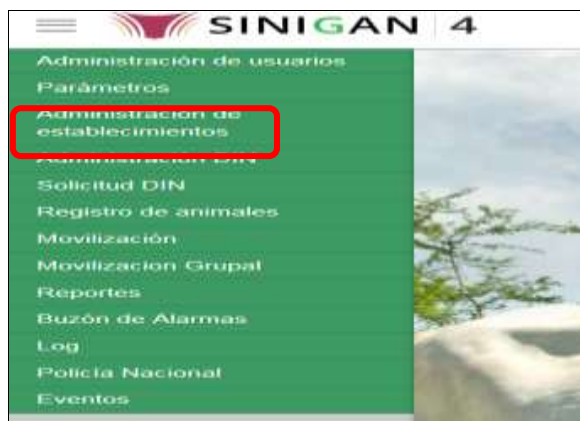 SINIGAN 4
Administración de usuarios
Parámetros
Administración de
establecimientos
Administración DIN
Solicitud DIN
Registro de animales
Movilización
Movilizacion Grupal
Reportes
Buzón de Alarmas
Log
Policía Nacional
Eventos